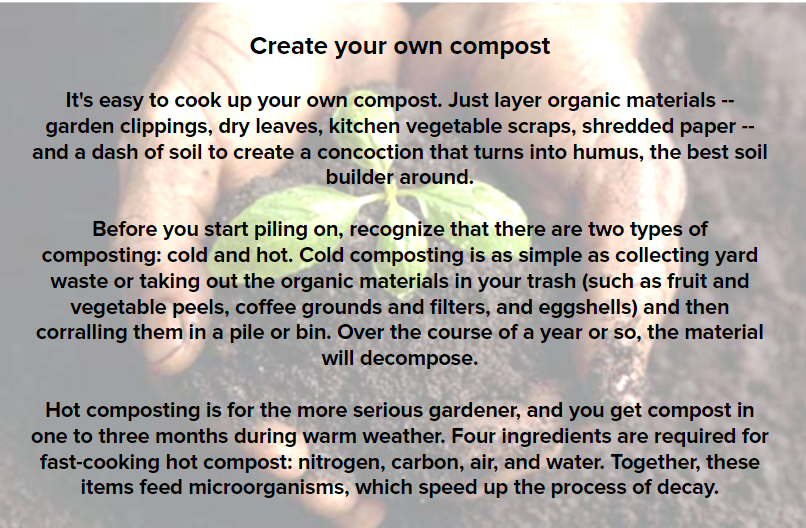 Create your own compost
It's easy to cook up your own compost. Just layer organic materials --
garden clippings, dry leaves, kitchen vegetable scraps, shredded paper --
and a dash of soil to create a concoction that turns into humus, the best soil
builder around.
Before you start piling on, recognize that there are two types of
composting: cold and hot. Cold composting is as simple as collecting yard
waste or taking out the organic materials in your trash (such as fruit and
vegetable peels, coffee grounds and filters, and eggshells) and then
corralling them in a pile or bin. Over the course of a year or so, the material
will decompose.
Hot composting is for the more serious gardener, and you get compost in
one to three months during warm weather. Four ingredients are required for
fast-cooking hot compost: nitrogen, carbon, air, and water. Together, these
items feed microorganisms, which speed up the process of decay.